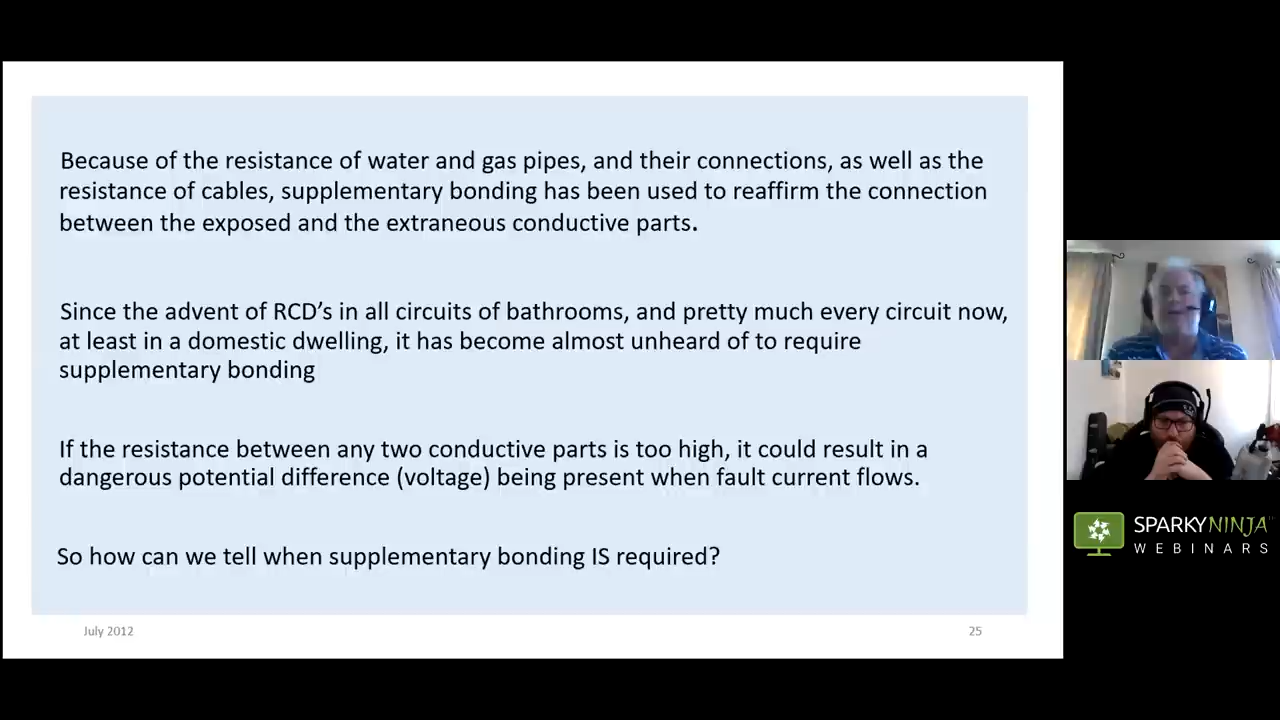 Because of the resistance of water and gas pipes, and their connections, as well as the
resistance of cables, supplementary bonding has been used to reaffirm the connection
between the exposed and the extraneous conductive parts.
Since the advent of RCD's in all circuits of bathrooms, and pretty much every circuit now,
at least in a domestic dwelling, it has become almost unheard of to require
supplementary bonding
If the resistance between any two conductive parts is too high, it could result in a
dangerous potential difference (voltage) being present when fault current flows.
So how can we tell when supplementary bonding IS required?
July 2012
25
SPARKYNINJA
WEBINARS